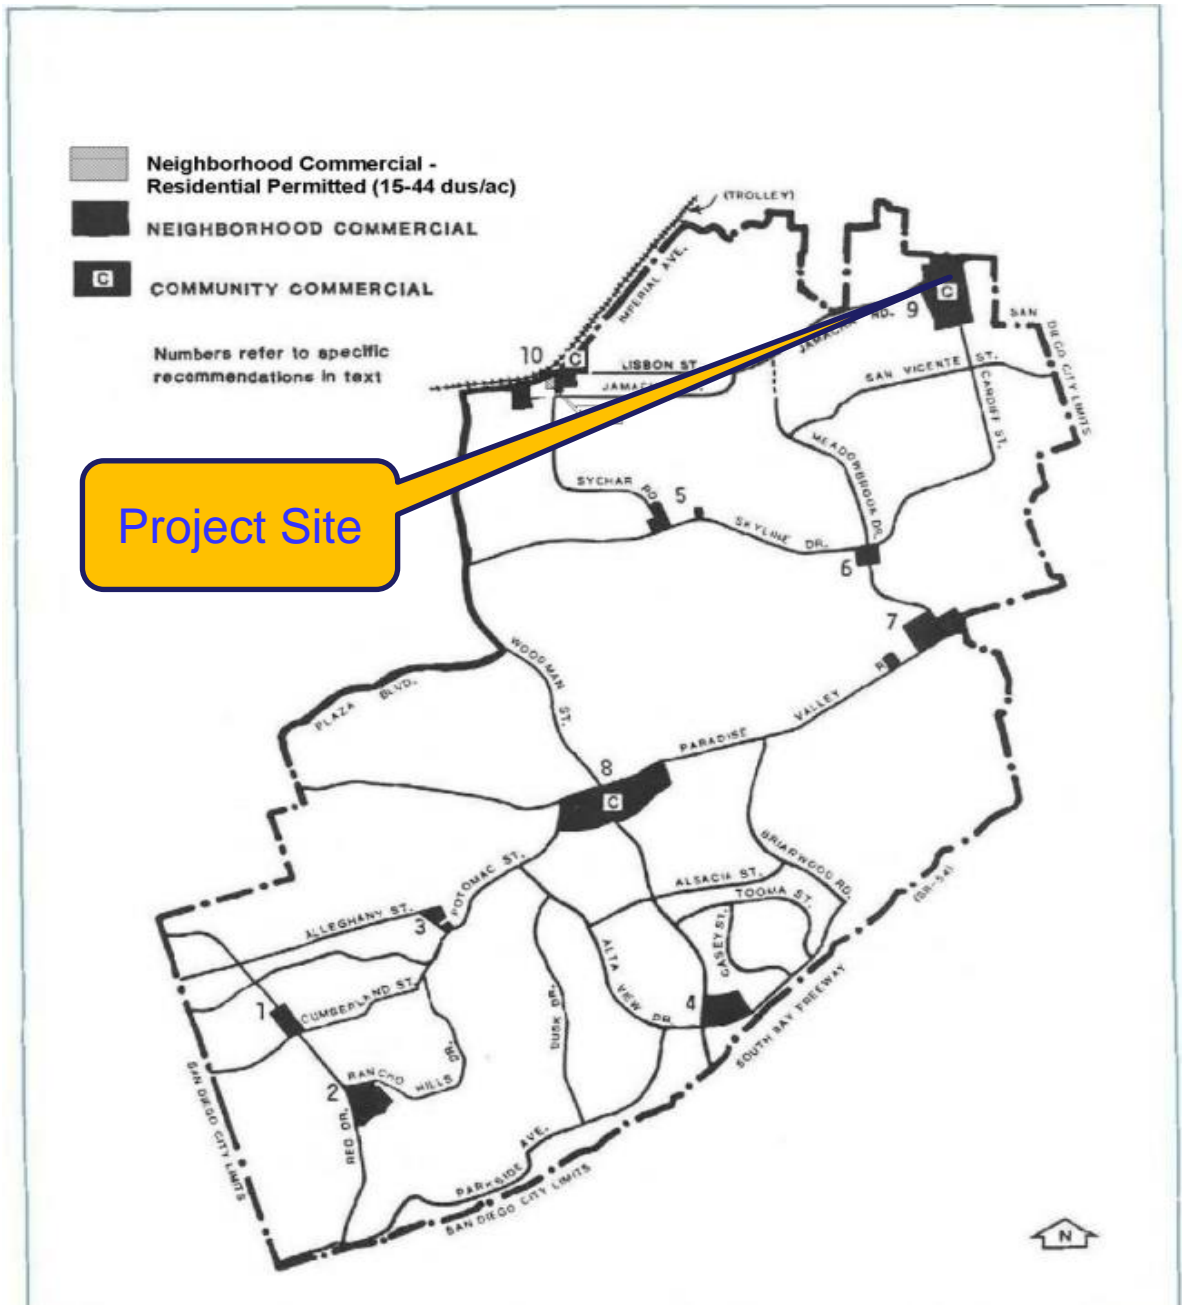 Neighborhood Commercial -
Residential Permitted (15-44 dus/ac)
NEIGHBORHOOD COMMERCIAL
C
COMMUNITY COMMERCIAL
Numbers refer to specific
recommendations in text
(TROLLEY)
IMPERIAL AVE.
C
9
RD.
SAN
DIEGO CITY LIMITS
10
C
LISBON ST
SAN VICENTE ST.
CARDIFF ST.
MEADOWBROOK DR.
Project Site
SYCHAR RD
5
SKYLINE DR.
6
7
WOODMAN ST.
PLAZA BLVD.
PARADISE VALLEY R
8
C
BRIARWOOD RD.
POTOMAC ST.
ALSACIA ST.
TOOMA ST.
(SR-54)
ALLEGHANY ST.
3
CASEY ST.
ALTA VIEW DR.
4
SOUTH BAY FREEWAY
1
CUMBERLAND ST.
DUSK DR.
2
RANCHO HILLS DR.
SAN DIEGO CITY LIMITS
REO DR.
PARKSIDE AVE.
SAN DIEGO CITY LIMITS
N